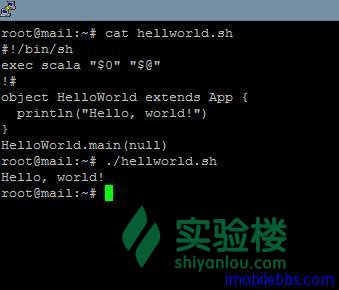 root@mail:~# cat hellworld.sh
#!/bin/sh
exec scala "$0" "$@"
!#
object HelloWorld extends App {
  println("Hello, world!")
}
HelloWorld.main(null)
root@mail:~# ./hellworld.sh
Hello, world!
root@mail:~#
实验楼
shiyanlou.com
imobilebbs.com